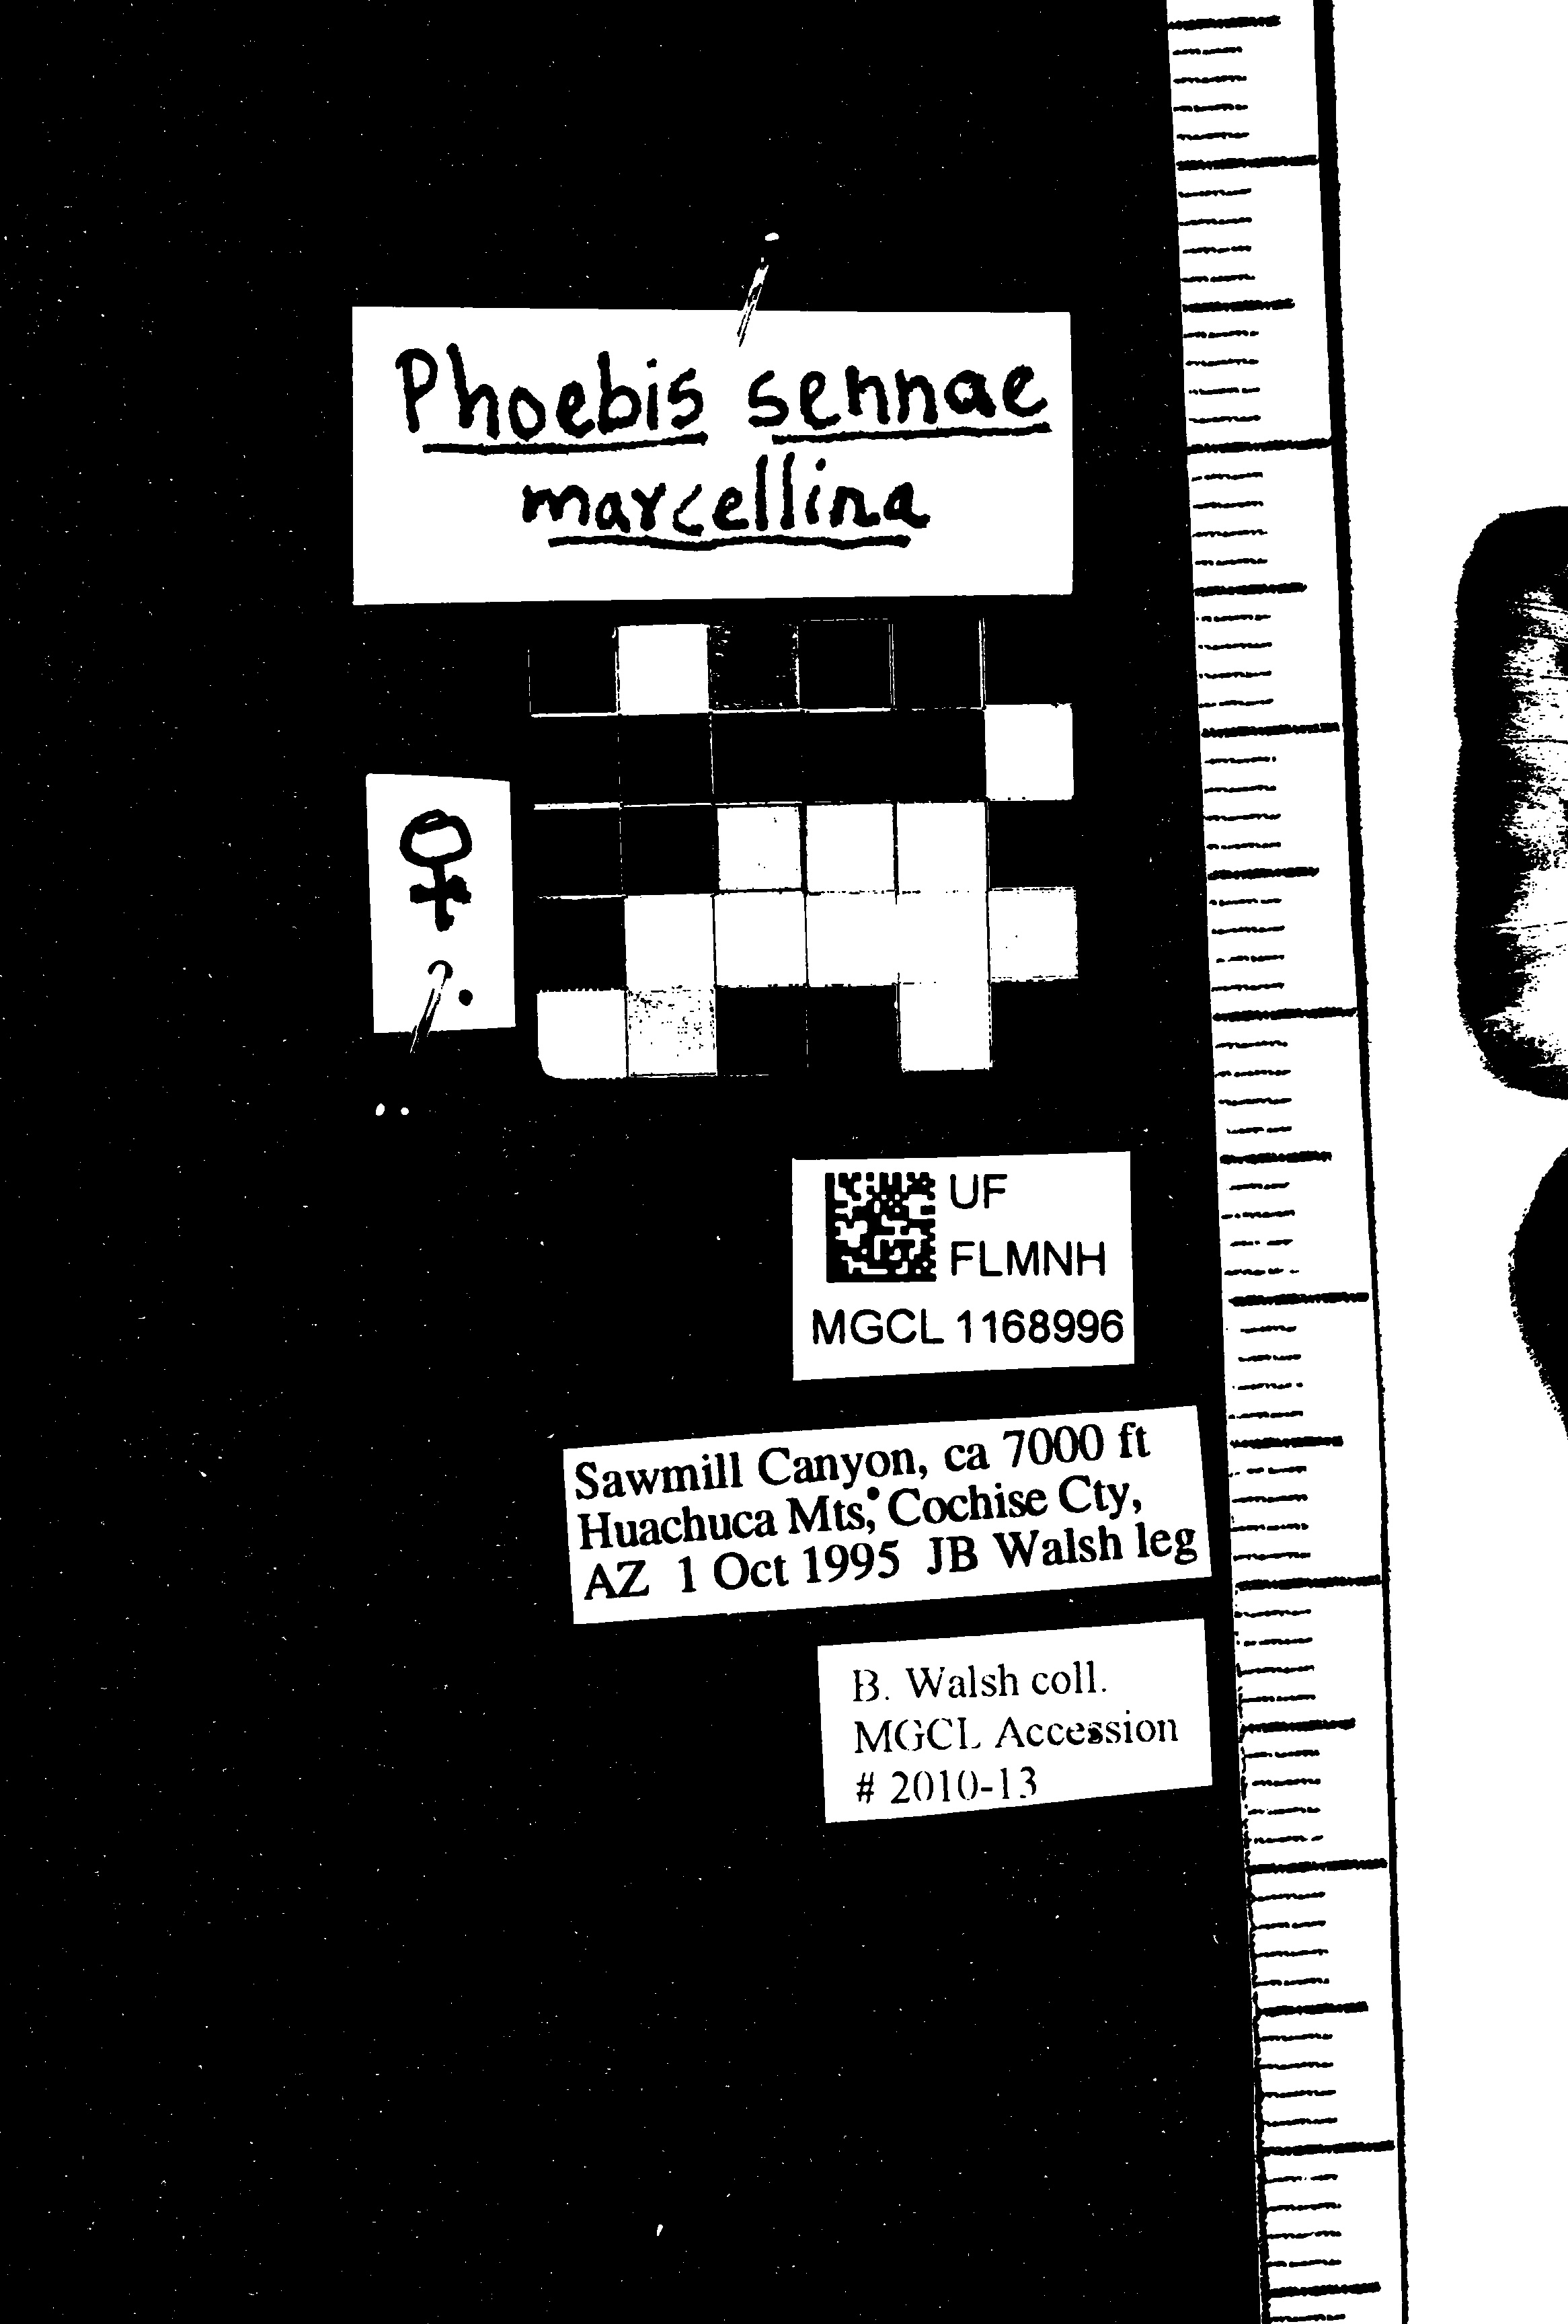 Phoebis sennae
marcellina
♀
?
UF
FLMNH
MGCL 1168996
Sawmill Canyon, ca 7000 ft
Huachuca Mts, Cochise Cty,
AZ 1 Oct 1995 JB Walsh leg
B. Walsh coll.
MGCL Accession
# 2010-13